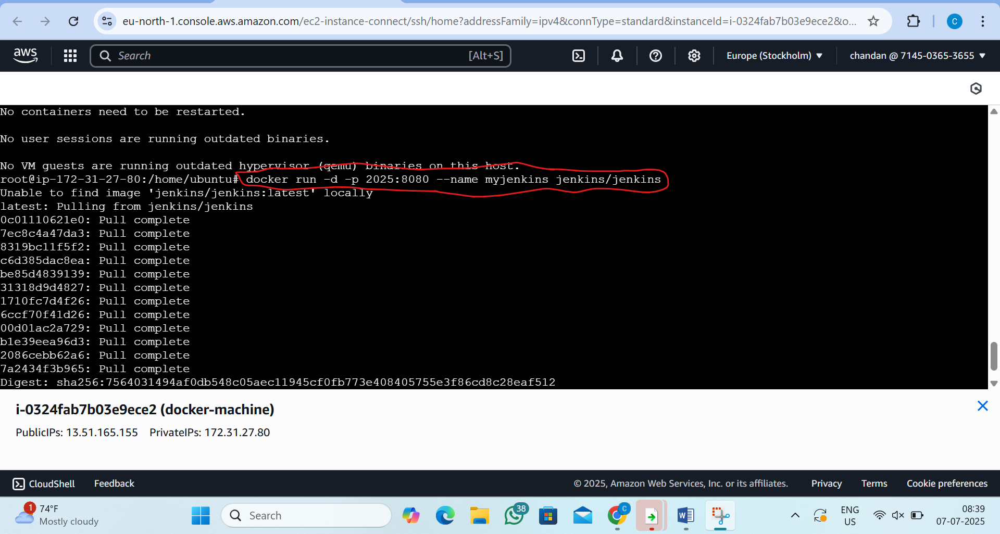 eu-north-1.console.aws.amazon.com/ec2-instance-connect/ssh/home?addressFamily=ipv4&connType=standard&instanceId=i-0324fab7b03e9ece2&o...
C
aws
Search [Alt+S]
Europe (Stockholm)
chandan @ 7145-0365-3655
No containers need to be restarted.
No user sessions are running outdated binaries.
No VM guests are running outdated hypervisor (qemu) binaries on this host.
root@ip-172-31-27-80:/home/ubuntu# docker run -d -p 2025:8080 --name myjenkins jenkins/jenkins
Unable to find image 'jenkins/jenkins:latest' locally
latest: Pulling from jenkins/jenkins
0c01110621e0: Pull complete
7ec8c4a47da3: Pull complete
8319bc11f5f2: Pull complete
c6d385dac8ea: Pull complete
be85d4839139: Pull complete
31318d9d4827: Pull complete
1710fc7d4f26: Pull complete
6ccf70f41d26: Pull complete
00d01ac2a729: Pull complete
b1e39eea96d3: Pull complete
2086cebb62a6: Pull complete
7a2434f3b965: Pull complete
Digest: sha256:7564031494af0db548c05aec11945cf0fb773e408405755e3f86cd8c28eaf512
i-0324fab7b03e9ece2 (docker-machine)
PublicIPs: 13.51.165.155 PrivateIPs: 172.31.27.80
CloudShell Feedback © 2025, Amazon Web Services, Inc. or its affiliates. Privacy Terms Cookie preferences
1
74°F
Mostly cloudy
Search
38
C
W
ENG
US
08:39
07-07-2025